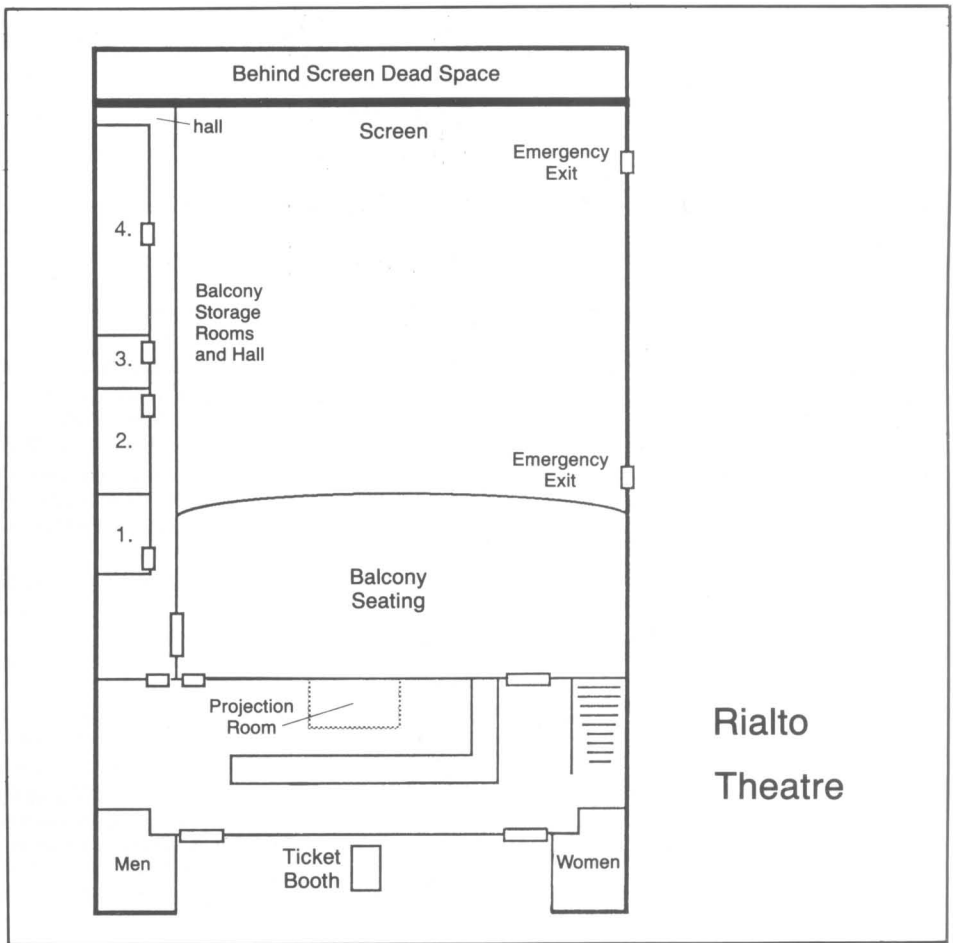 Behind Screen Dead Space
hall
Screen
Emergency
Exit
4.
Balcony
Storage
Rooms
and Hall
3.
2.
Emergency
Exit
1.
Balcony
Seating
Projection
Room
Rialto
Theatre
Men
Ticket
Booth
Women